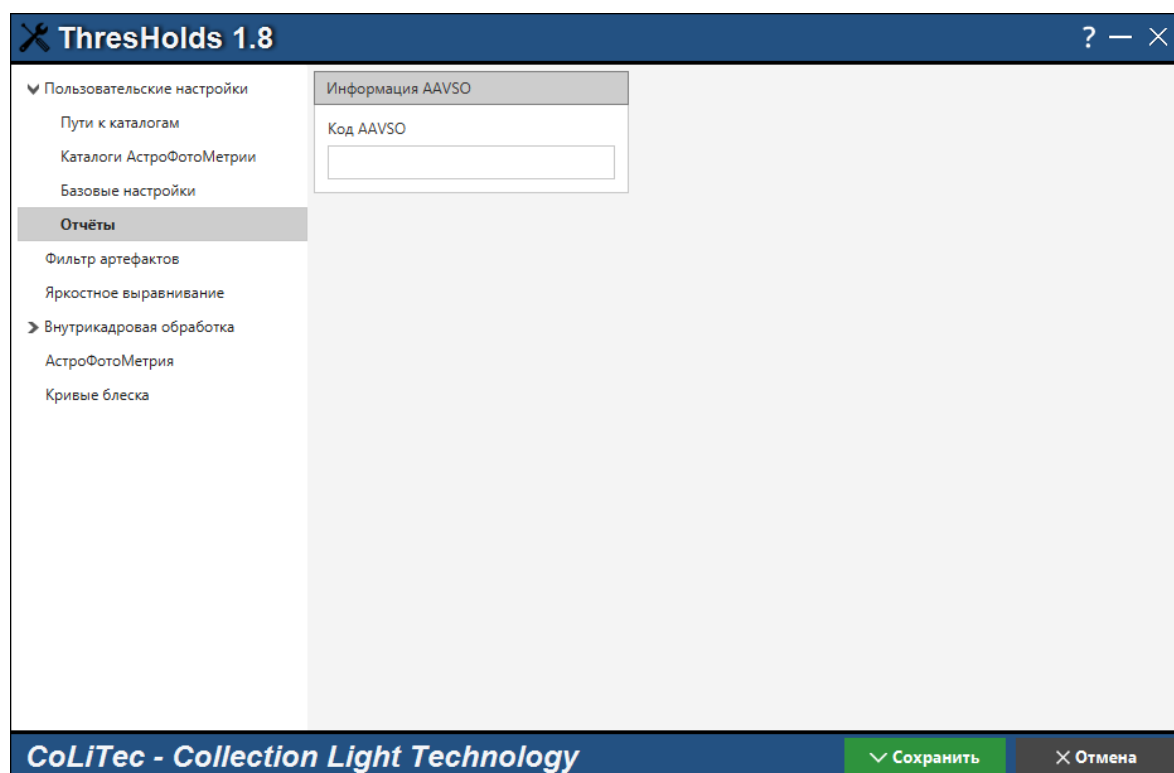 ThresHolds 1.8
Пользовательские настройки
Пути к каталогам
Каталоги АстроФотоМетрии
Базовые настройки
Отчёты
Фильтр артефактов
Яркостное выравнивание
Внутрикадровая обработка
АстроФотоМетрия
Кривые блеска
Информация AAVSO
Код AAVSO
CoLiTec - Collection Light Technology
Сохранить
Отмена